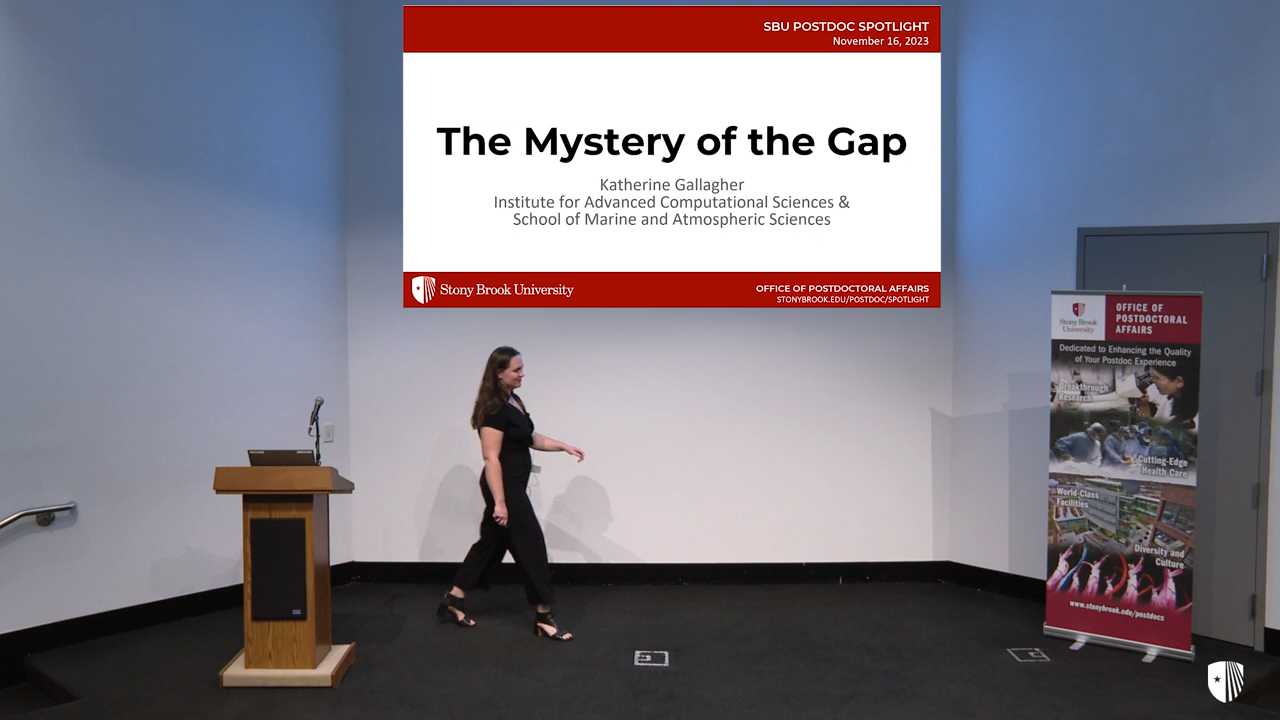 SBU POSTDOC SPOTLIGHT
November 16, 2023
The Mystery of the Gap
Katherine Gallagher
Institute for Advanced Computational Sciences &
School of Marine and Atmospheric Sciences
Stony Brook University
OFFICE OF POSTDOCTORAL AFFAIRS
STONYBROOK.EDU/POSTDOC/SPOTLIGHT
Stony Brook
University
OFFICE OF
POSTDOCTORAL
AFFAIRS
Dedicated to Enhancing the Quality
of Your Postdoc Experience
Breakthrough
Research
Cutting-Edge
Health Care
World-Class
Facilities
Diversity and
Culture
www.stonybrook.edu/postdocs